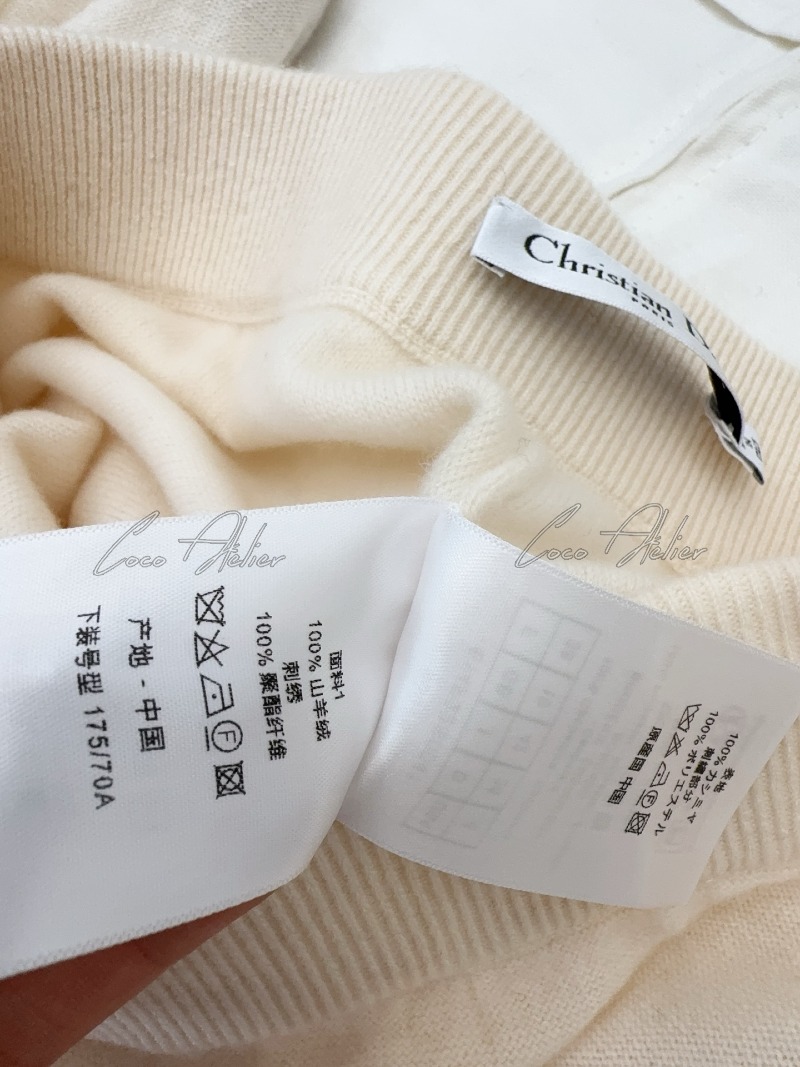 Christian
PARIS
Coco Atelier
Coco Atelier
面料-1
100% 山羊绒
刺绣
100% 聚酯纤维
产地 - 中国
下装号型 175/70A
表地
100% カシミヤ
刺繍部分
100% ポリエステル
原産国 中国